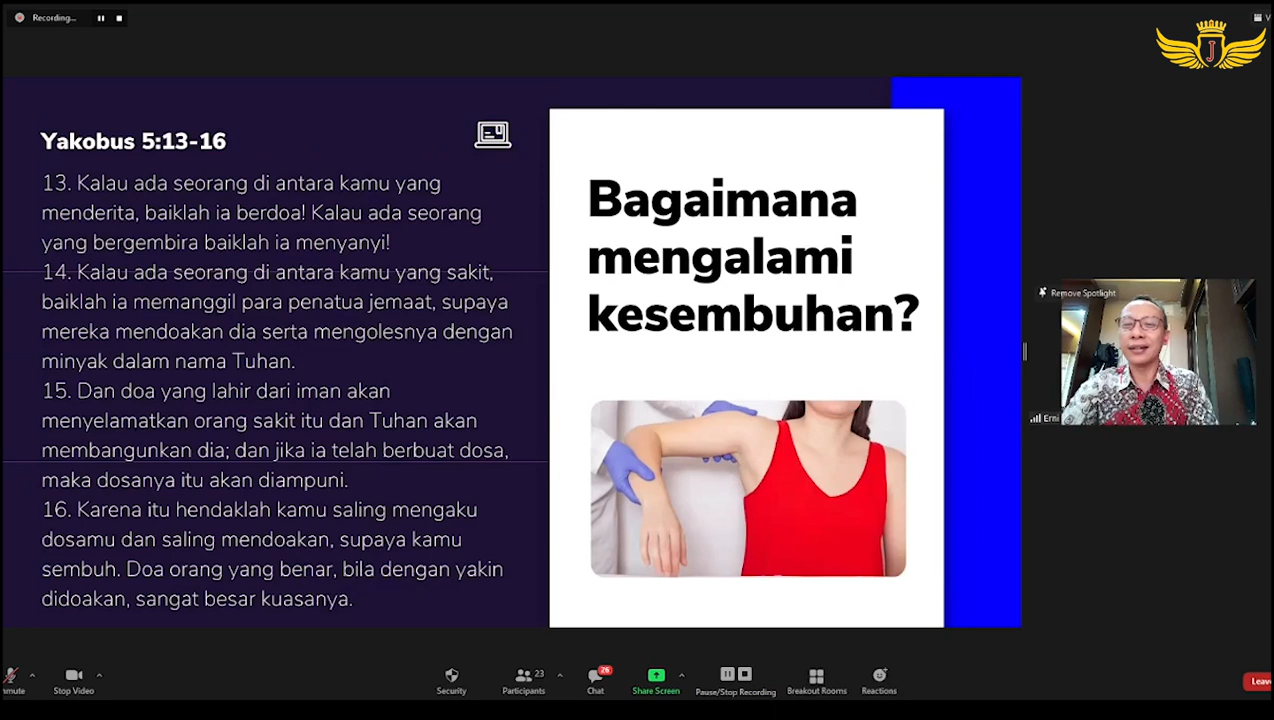 Recording...
V
J
Yakobus 5:13-16
13. Kalau ada seorang di antara kamu yang
menderita, baiklah ia berdoa! Kalau ada seorang
yang bergembira baiklah ia menyanyi!
14. Kalau ada seorang di antara kamu yang sakit,
baiklah ia memanggil para penatua jemaat, supaya
mereka mendoakan dia serta mengolesnya dengan
minyak dalam nama Tuhan.
15. Dan doa yang lahir dari iman akan
menyelamatkan orang sakit itu dan Tuhan akan
membangunkan dia; dan jika ia telah berbuat dosa,
maka dosanya itu akan diampuni.
16. Karena itu hendaklah kamu saling mengaku
dosamu dan saling mendoakan, supaya kamu
sembuh. Doa orang yang benar, bila dengan yakin
didoakan, sangat besar kuasanya.
Bagaimana
mengalami
kesembuhan?
Remove Spotlight
Erni
nmute
Stop Video
Security
Participants 23
Chat 26
Share Screen
Pause/Stop Recording
Breakout Rooms
Reactions
Leav